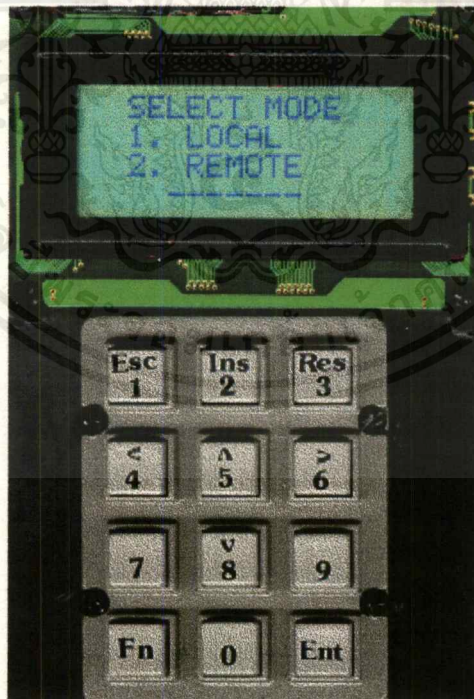 SELECT MODE
1. LOCAL
2. REMOTE
_______
Esc Ins Res
1 2 3
< ʌ >
4 5 6
v
7 8 9
Fn 0 Ent